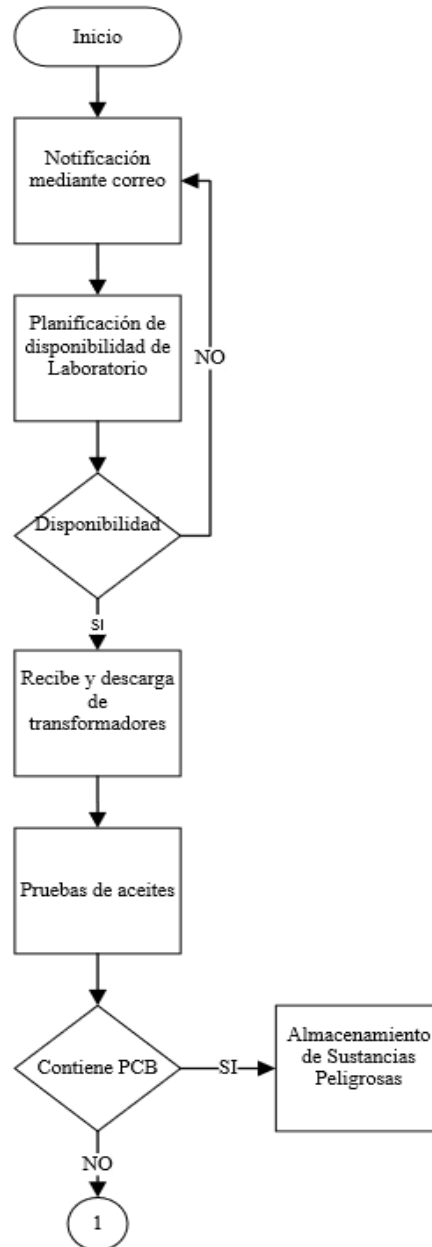 Inicio
Notificación
mediante correo
Planificación de
disponibilidad de
Laboratorio
NO
Disponibilidad
SI
Recibe y descarga
de
transformadores
Pruebas de aceites
Contiene PCB
SI
Almacenamiento
de Sustancias
Peligrosas
NO
1